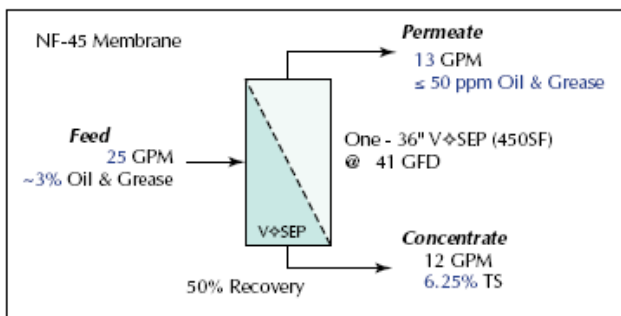 NF-45 Membrane
Permeate
13 GPM
≤ 50 ppm Oil & Grease
Feed
25 GPM
~3% Oil & Grease
One - 36" V✧SEP (450SF)
@ 41 GFD
V✧SEP
Concentrate
12 GPM
6.25% TS
50% Recovery